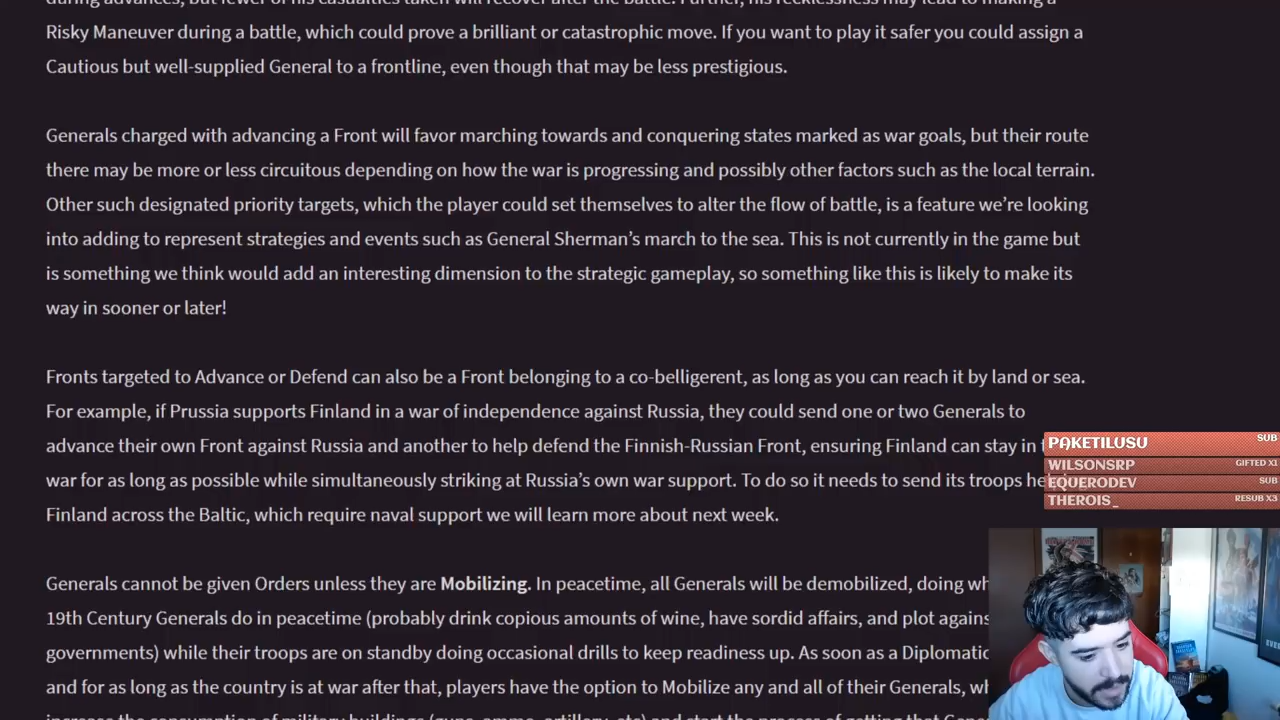 Risky Maneuver during a battle, which could prove a brilliant or catastrophic move. If you want to play it safer you could assign a
Cautious but well-supplied General to a frontline, even though that may be less prestigious.
Generals charged with advancing a Front will favor marching towards and conquering states marked as war goals, but their route
there may be more or less circuitous depending on how the war is progressing and possibly other factors such as the local terrain.
Other such designated priority targets, which the player could set themselves to alter the flow of battle, is a feature we’re looking
into adding to represent strategies and events such as General Sherman’s march to the sea. This is not currently in the game but
is something we think would add an interesting dimension to the strategic gameplay, so something like this is likely to make its
way in sooner or later!
Fronts targeted to Advance or Defend can also be a Front belonging to a co-belligerent, as long as you can reach it by land or sea.
For example, if Prussia supports Finland in a war of independence against Russia, they could send one or two Generals to
advance their own Front against Russia and another to help defend the Finnish-Russian Front, ensuring Finland can stay in
war for as long as possible while simultaneously striking at Russia’s own war support. To do so it needs to send its troops
Finland across the Baltic, which require naval support we will learn more about next week.
PAKETILUSU SUB
WILSONSRP GIFTED X1
EQUERODEV SUB
THEROIS_ RESUB X3
Generals cannot be given Orders unless they are Mobilizing. In peacetime, all Generals will be demobilized, doing
19th Century Generals do in peacetime (probably drink copious amounts of wine, have sordid affairs, and plot
governments) while their troops are on standby doing occasional drills to keep readiness up. As soon as a
and for as long as the country is at war after that, players have the option to Mobilize any and all of their Generals,